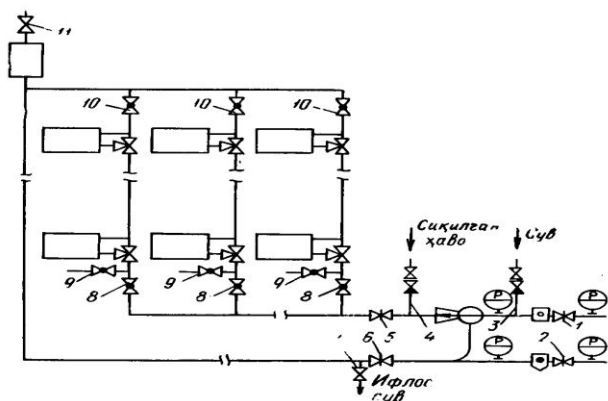 11
10 10 10
Сиқилган
ҳаво
Сув
9 8 9 8 9 8
6 5 4 3 2 1
P P
P P
Ифлос
сув